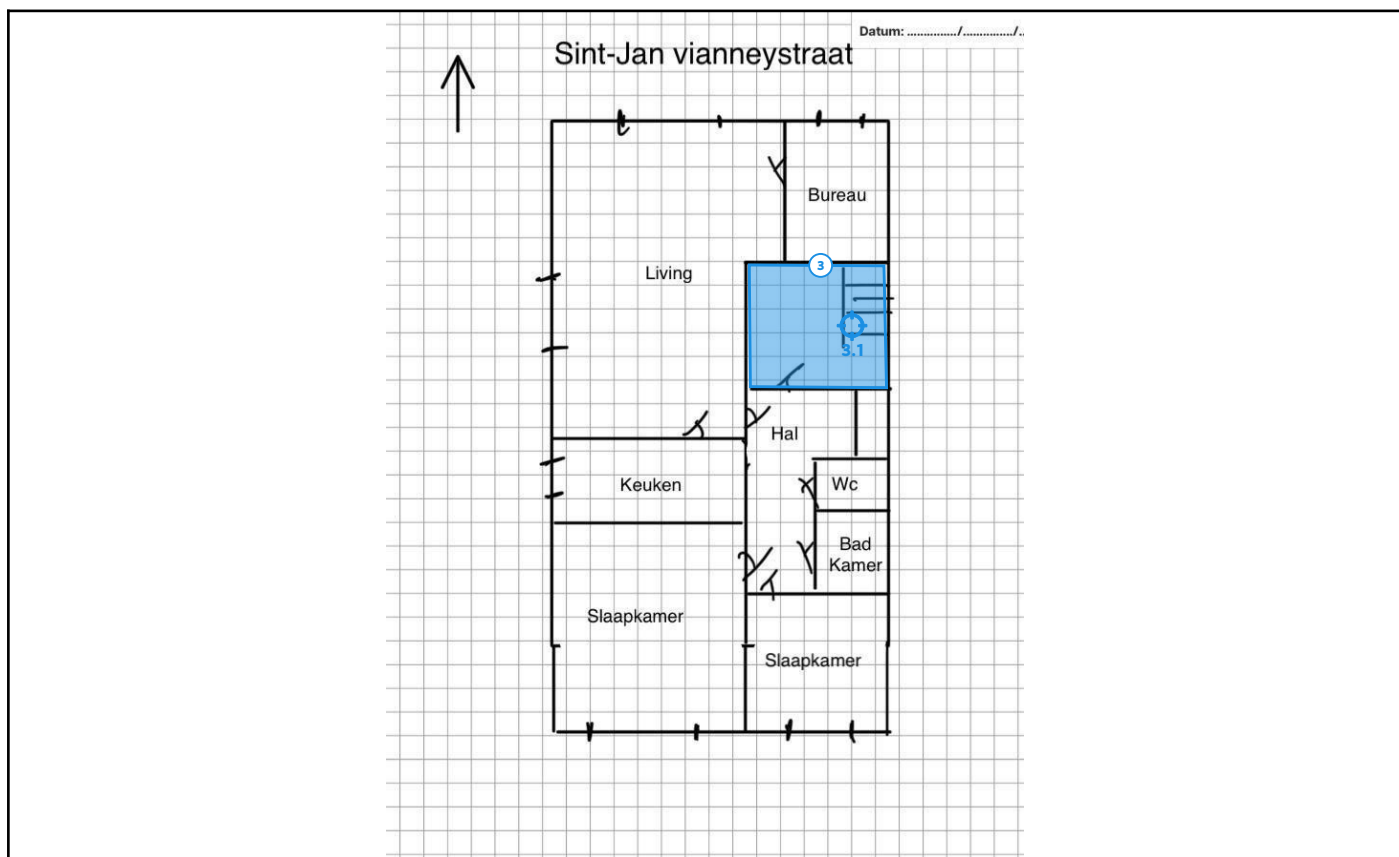 Datum: .............../.............../..
Sint-Jan vianneystraat
Bureau
3
Living
3.1
Hal
Keuken
Wc
Bad
Kamer
Slaapkamer
Slaapkamer